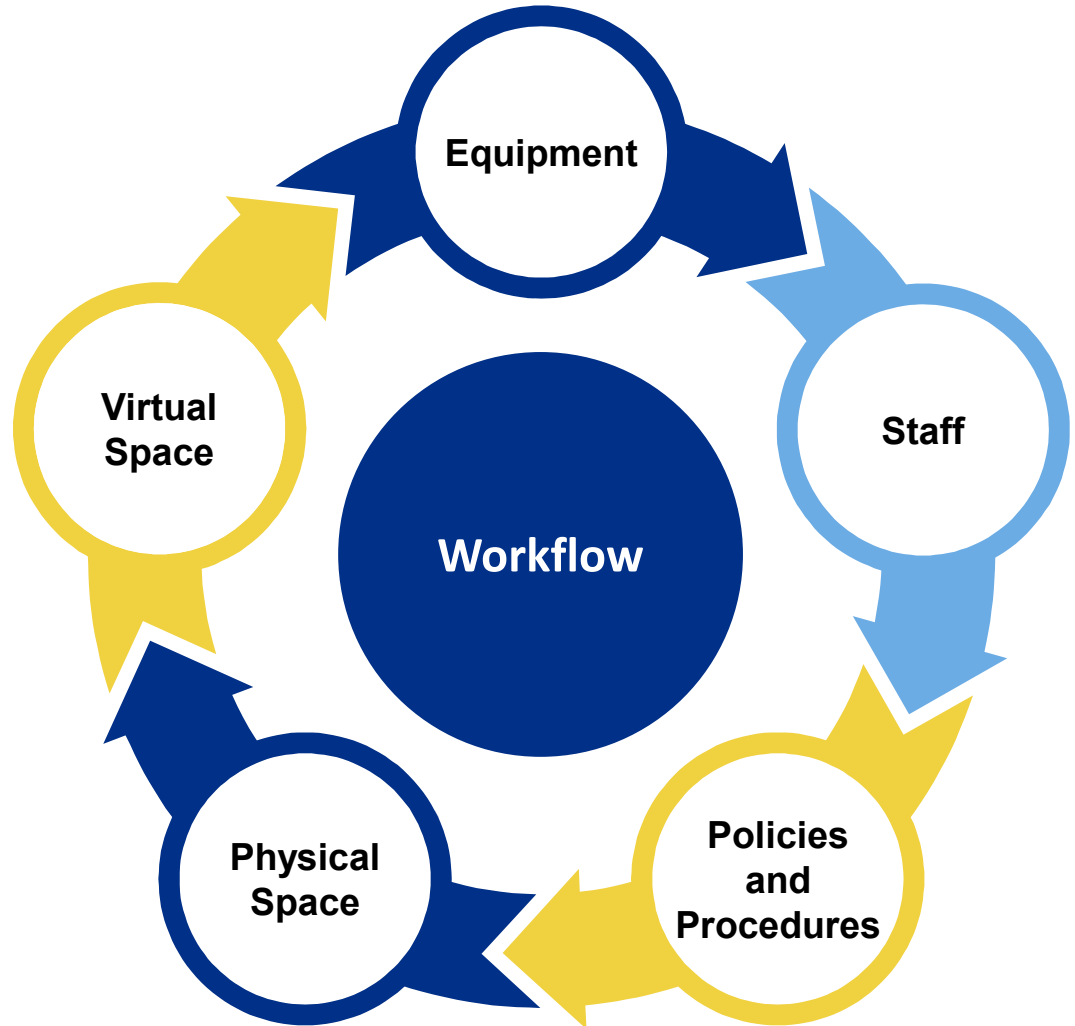 Equipment
Staff
Policies
and
Procedures
Physical
Space
Virtual
Space
Workflow